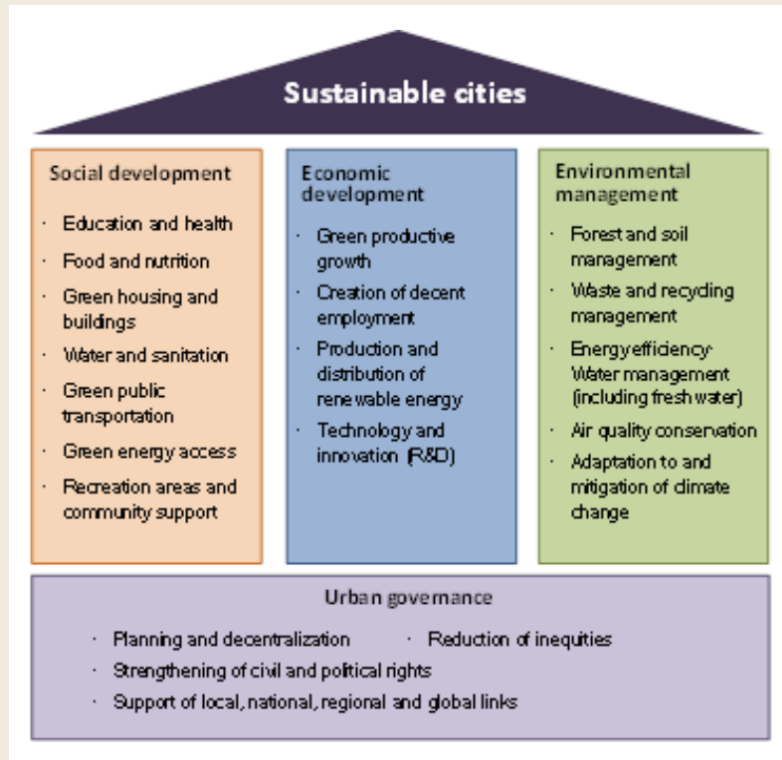 Sustainable cities
Social development
· Education and health
· Food and nutrition
· Green housing and
buildings
· Water and sanitation
· Green public
transportation
· Green energy access
· Recreation areas and
community support
Economic
development
· Green productive
growth
· Creation of decent
employment
· Production and
distribution of
renewable energy
· Technology and
innovation (R&D)
Environmental
management
· Forest and soil
management
· Waste and recycling
management
· Energy efficiency·
Water management
(including fresh water)
· Air quality conservation
· Adaptation to and
mitigation of climate
change
Urban governance
· Planning and decentralization · Reduction of inequities
· Strengthening of civil and political rights
· Support of local, national, regional and global links